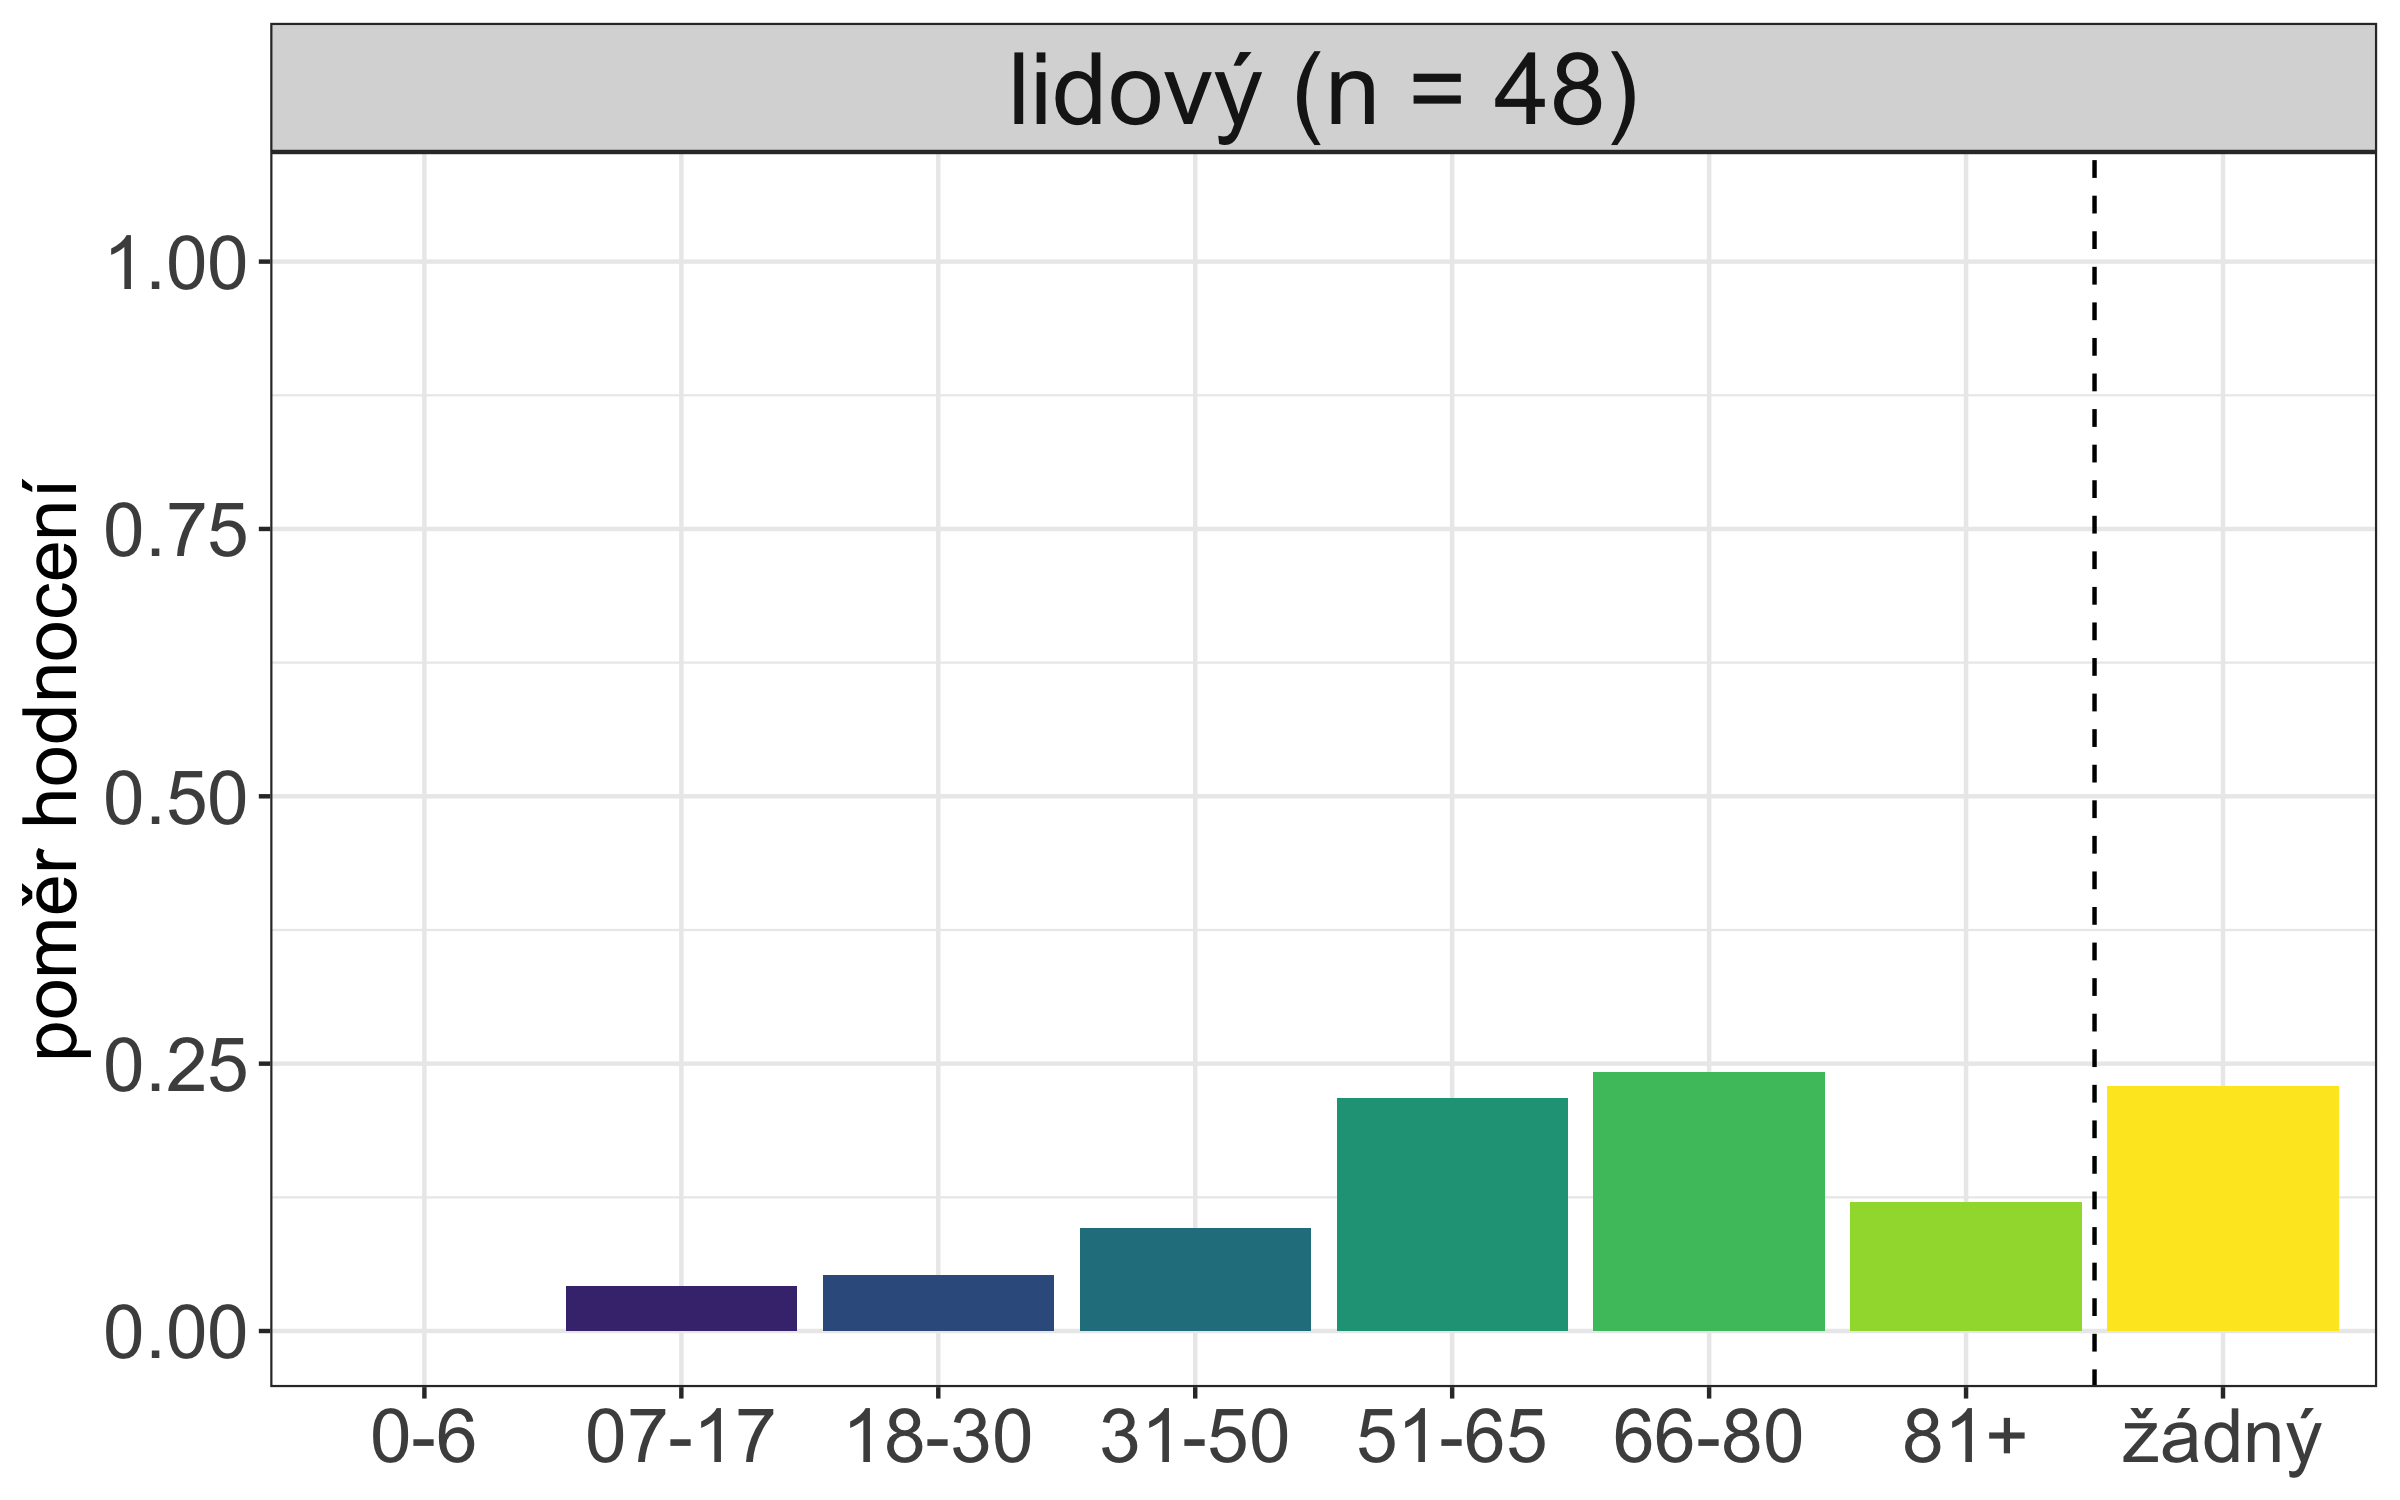 lidový (n = 48)
poměr hodnocení
1.00
0.75
0.50
0.25
0.00
0-6 07-17 18-30 31-50 51-65 66-80 81+ žádný